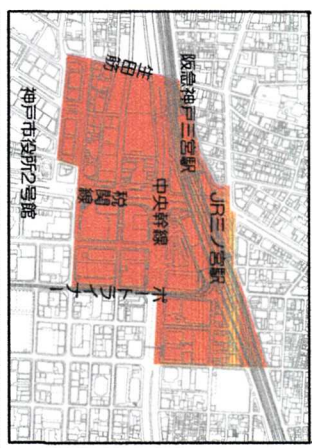 生田筋
阪急神戸三宮駅
神戸市役所2号館
中央幹線
税関線
JR三ノ宮駅
ポートライナー